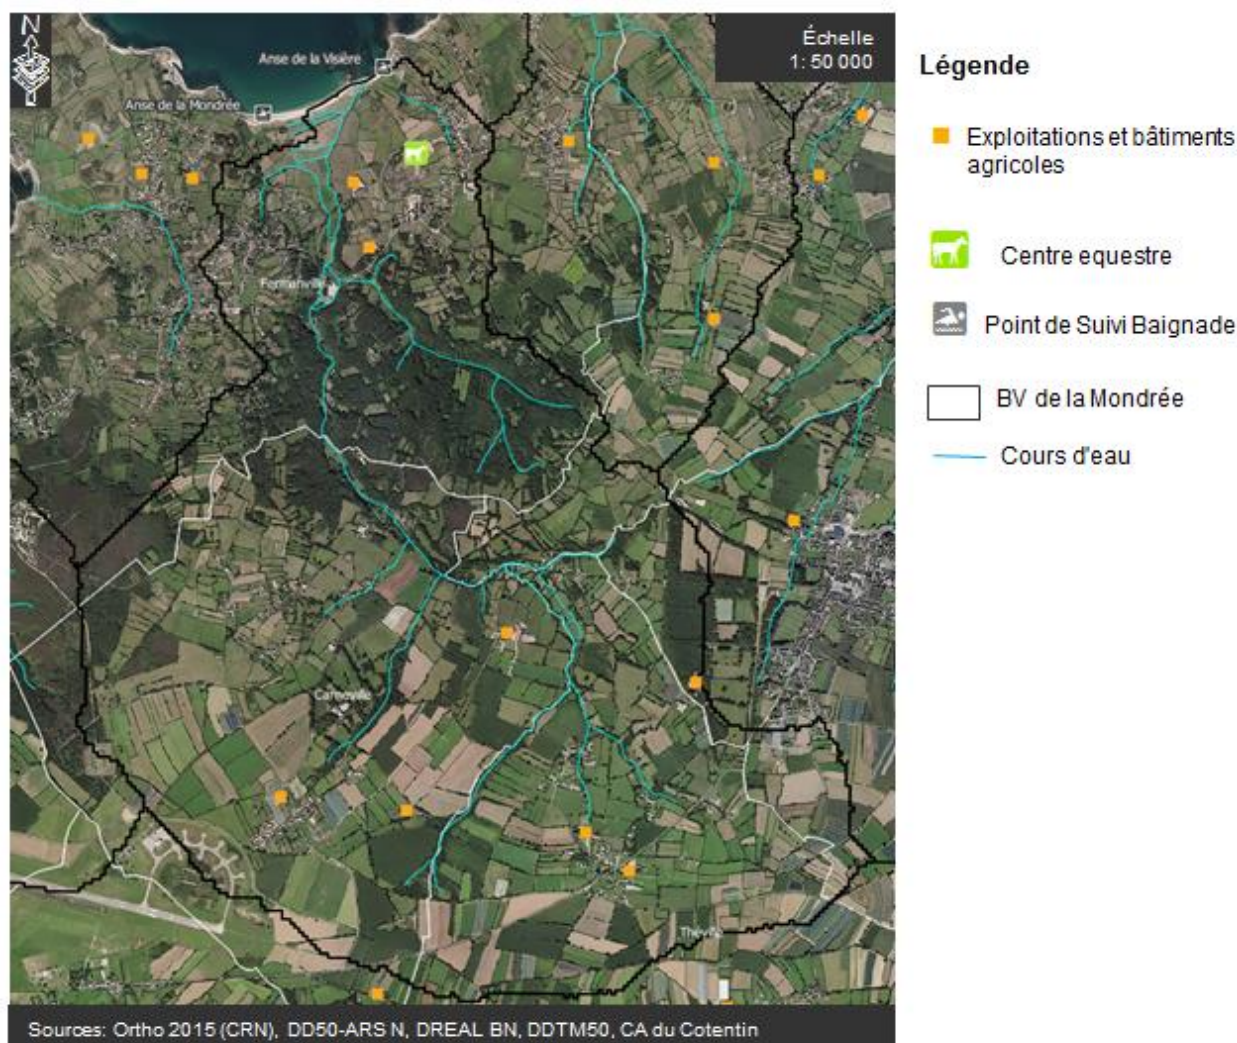 N
Échelle
1: 50 000
Anse de la Visière
Anse de la Mondrée
Fermanville
Carneville
Théville
Sources: Ortho 2015 (CRN), DD50-ARS N, DREAL BN, DDTM50, CA du Cotentin
Légende
Exploitations et bâtiments
agricoles
Centre equestre
Point de Suivi Baignade
BV de la Mondrée
Cours d'eau